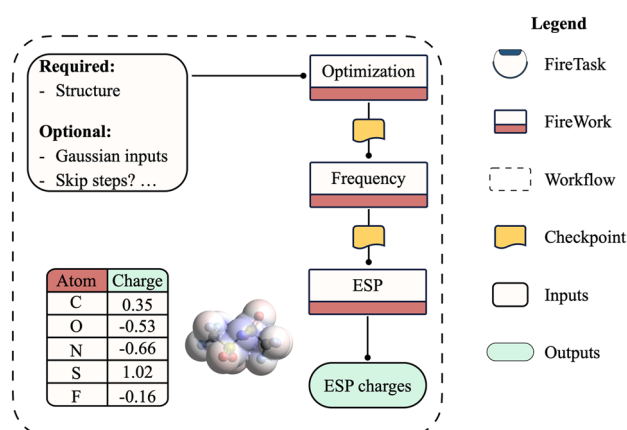 Legend
Required:
- Structure
Optional:
- Gaussian inputs
- Skip steps? …
Optimization
Frequency
ESP
ESP charges
Atom Charge
C 0.35
O -0.53
N -0.66
S 1.02
F -0.16
FireTask
FireWork
Workflow
Checkpoint
Inputs
Outputs